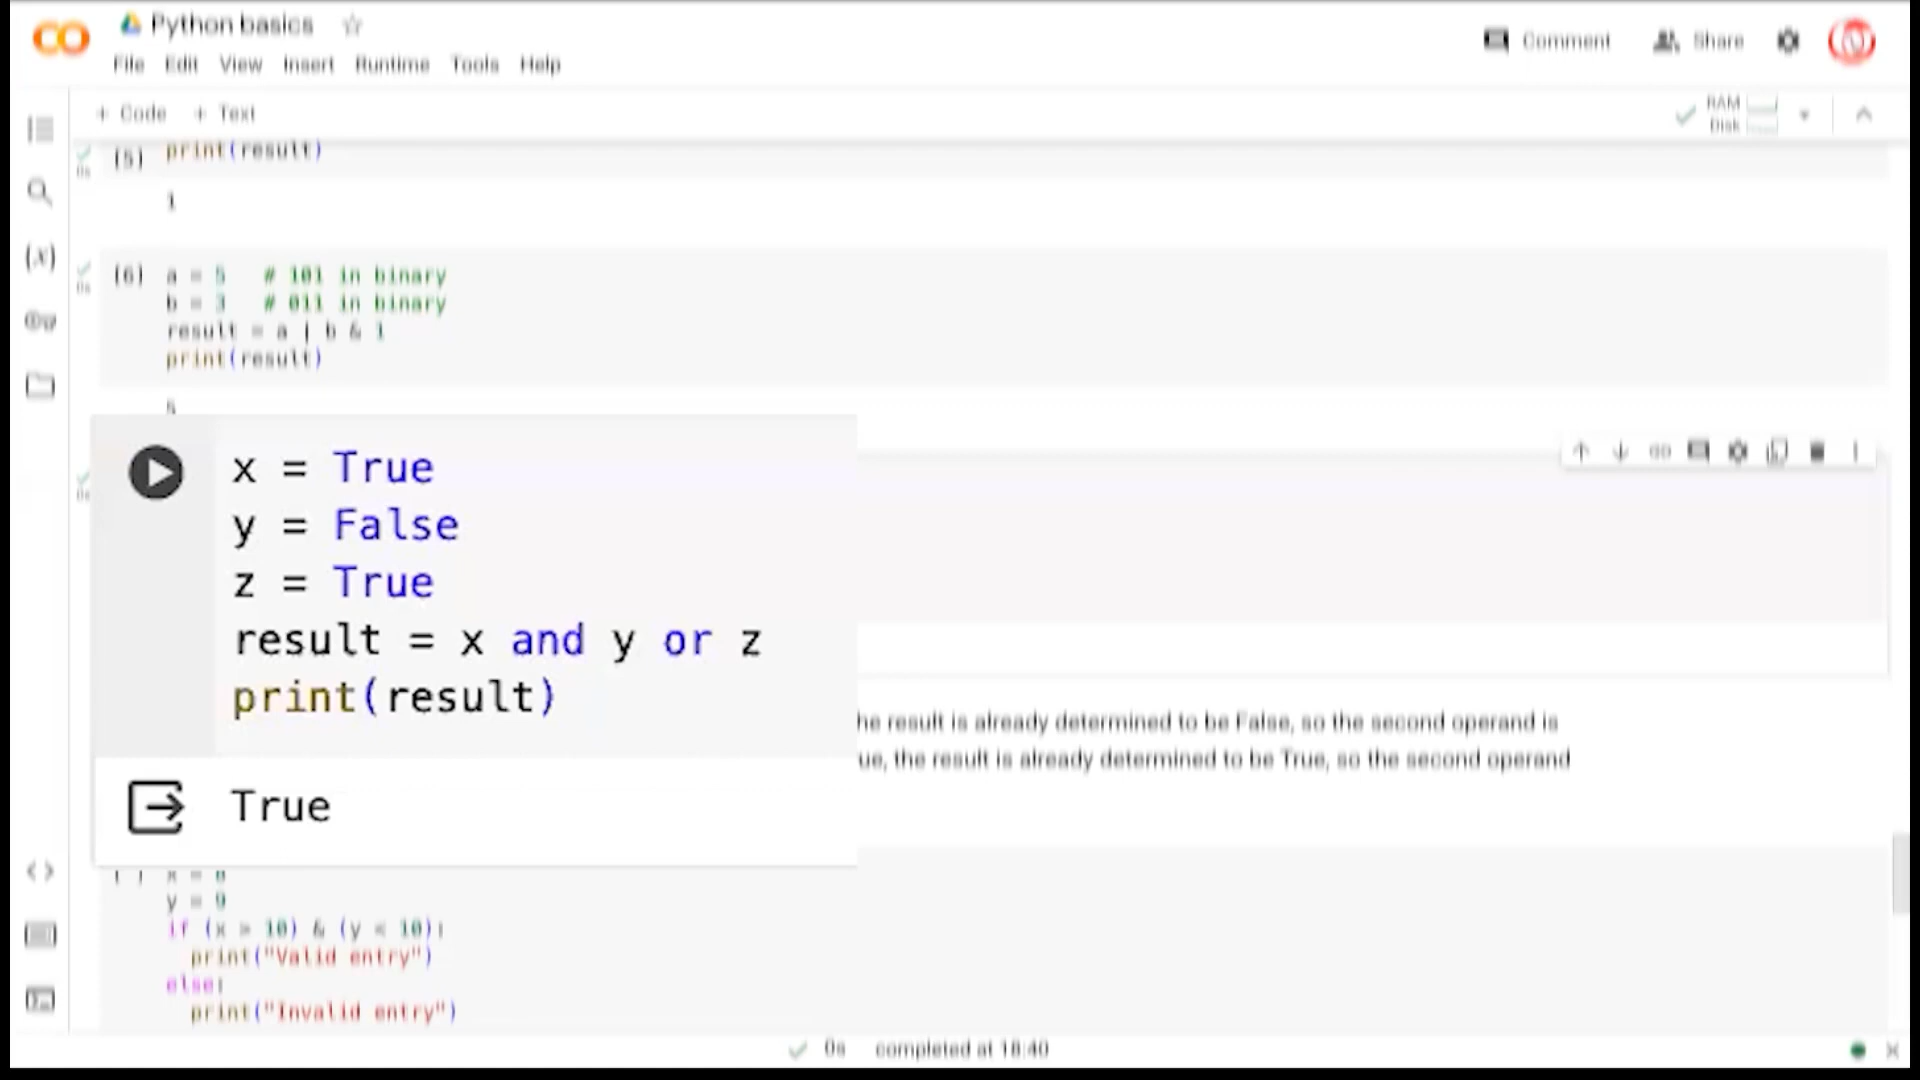 CO
Python basics
File Edit View Insert Runtime Tools Help
Comment Share
+ Code + Text
RAM
Disk
[5] print(result)
0s
1
[6] a = 5 # 101 in binary
0s
b = 3 # 011 in binary
result = a | b & 1
print(result)
5
0s
x = True
y = False
z = True
result = x and y or z
print(result)
True
he result is already determined to be False, so the second operand is
ue, the result is already determined to be True, so the second operand
[ ]
y = 9
if (x > 10) & (y < 10):
print("Valid entry")
else:
print("Invalid entry")
0s completed at 18:40